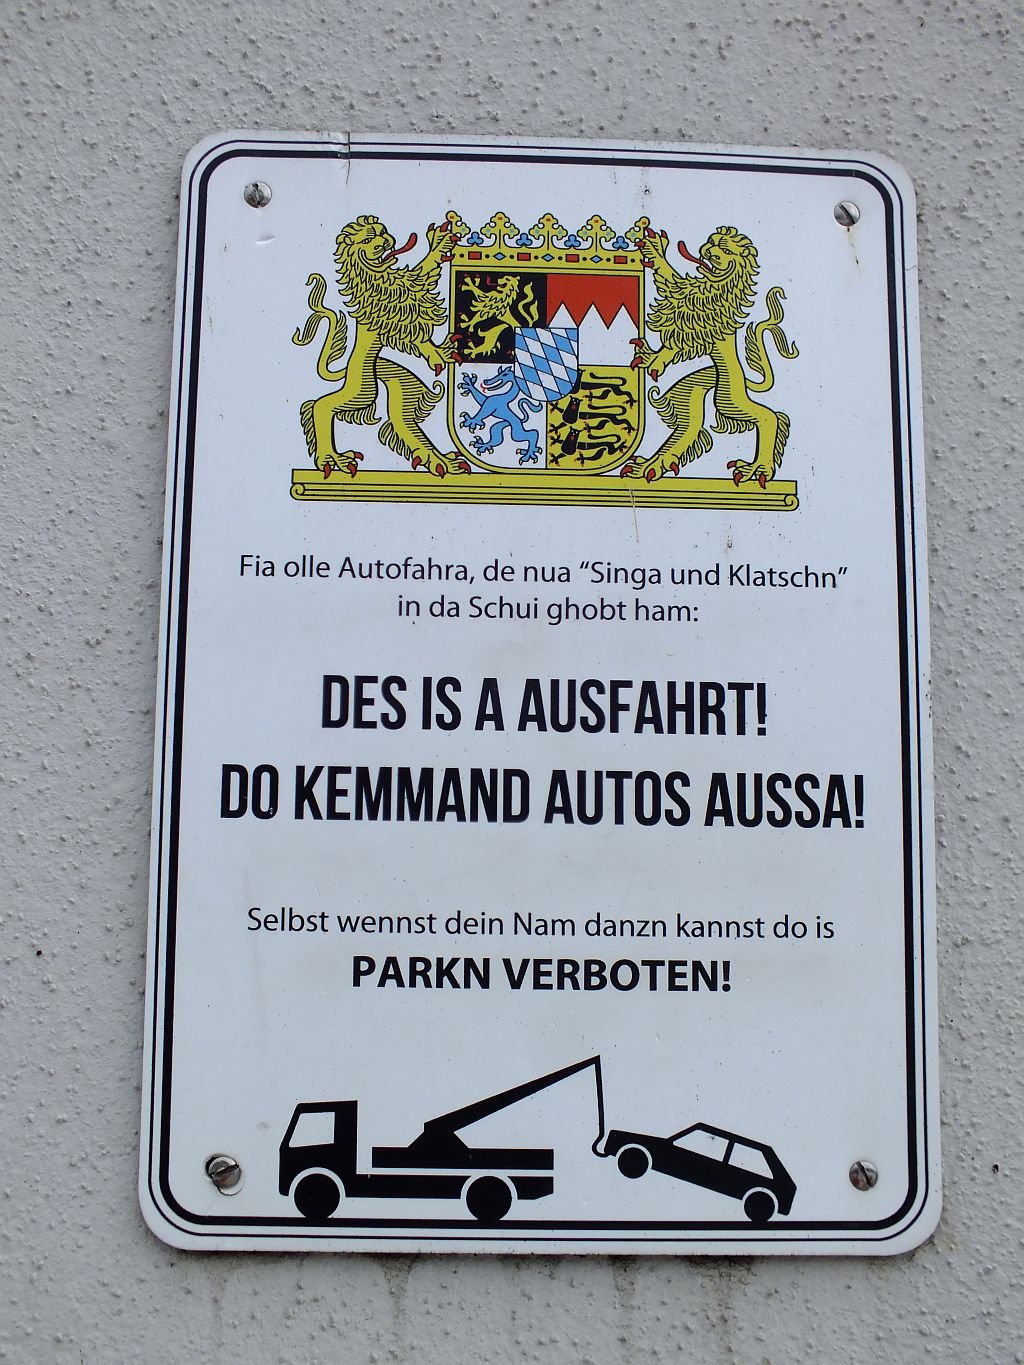 Fia olle Autofahra, de nua “Singa und Klatschn”
in da Schui ghobt ham:
DES IS A AUSFAHRT!
DO KEMMAND AUTOS AUSSA!
Selbst wennst dein Nam danzn kannst do is
PARKN VERBOTEN!